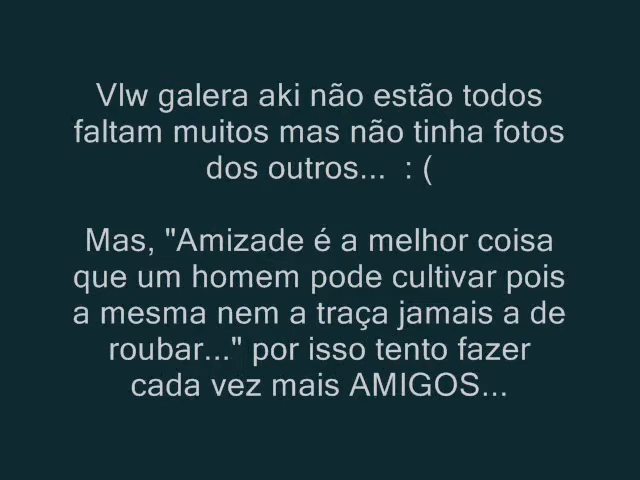 Vlw galera aki não estão todos
faltam muitos mas não tinha fotos
dos outros...  : (
Mas, "Amizade é a melhor coisa
que um homem pode cultivar pois
a mesma nem a traça jamais a de
roubar..." por isso tento fazer
cada vez mais AMIGOS...